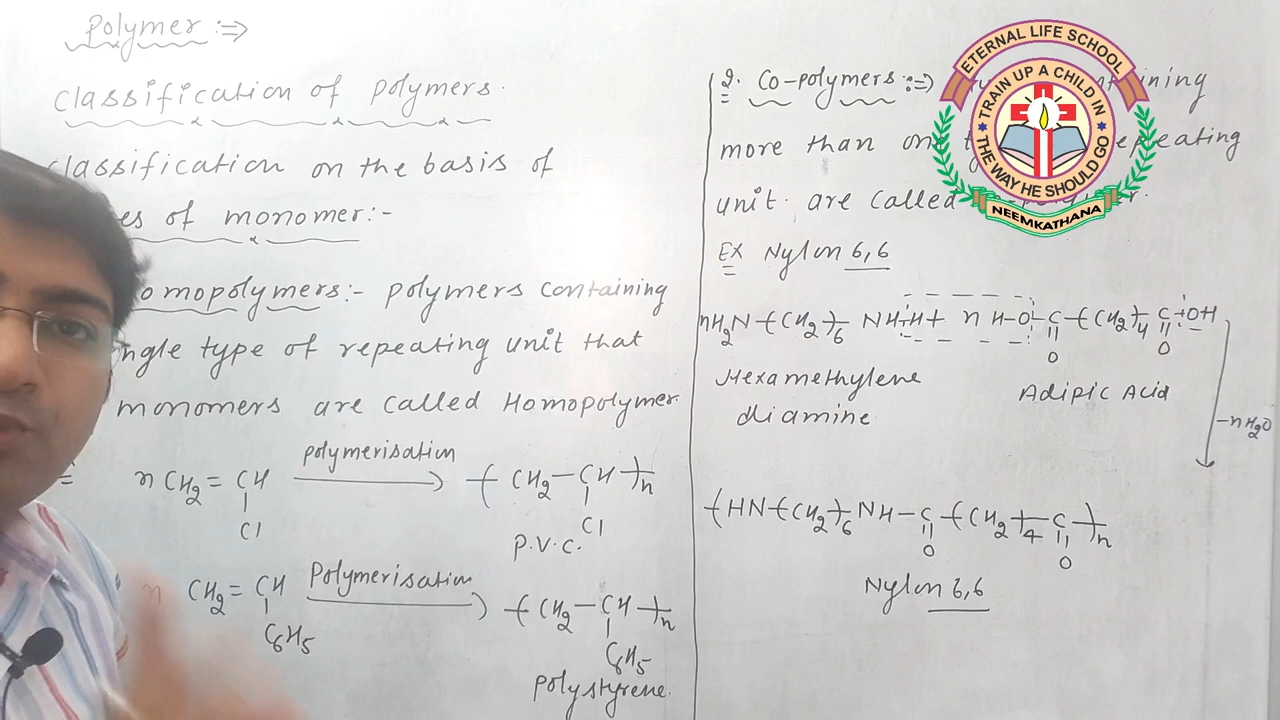 Polymer :⇒
Classification of polymers.
classification on the basis of
es of monomer:-
omopolymers:- polymers containing
ngle type of repeating unit that
monomers are called Homopolymer.
n CH2 = CH polymerisation -( CH2 - CH )-n
Cl Cl
P.V.C.
n CH2 = CH Polymerisation -( CH2 - CH )-n
C6H5 C6H5
polystyrene.
2. Co-polymers :⇒ ining
more than on epeating
unit. are called
Ex Nylon 6,6
nH2N-(CH2)6 NH-H + n H-O-C-(CH2)4 C-OH
O O
Hexamethylene Adipic Acid
diamine
-nH2O
-(HN-(CH2)6 NH-C-(CH2)4-C-)n
O O
Nylon 6,6
ETERNAL LIFE SCHOOL
TRAIN UP A CHILD IN
THE WAY HE SHOULD GO
NEEMKATHANA